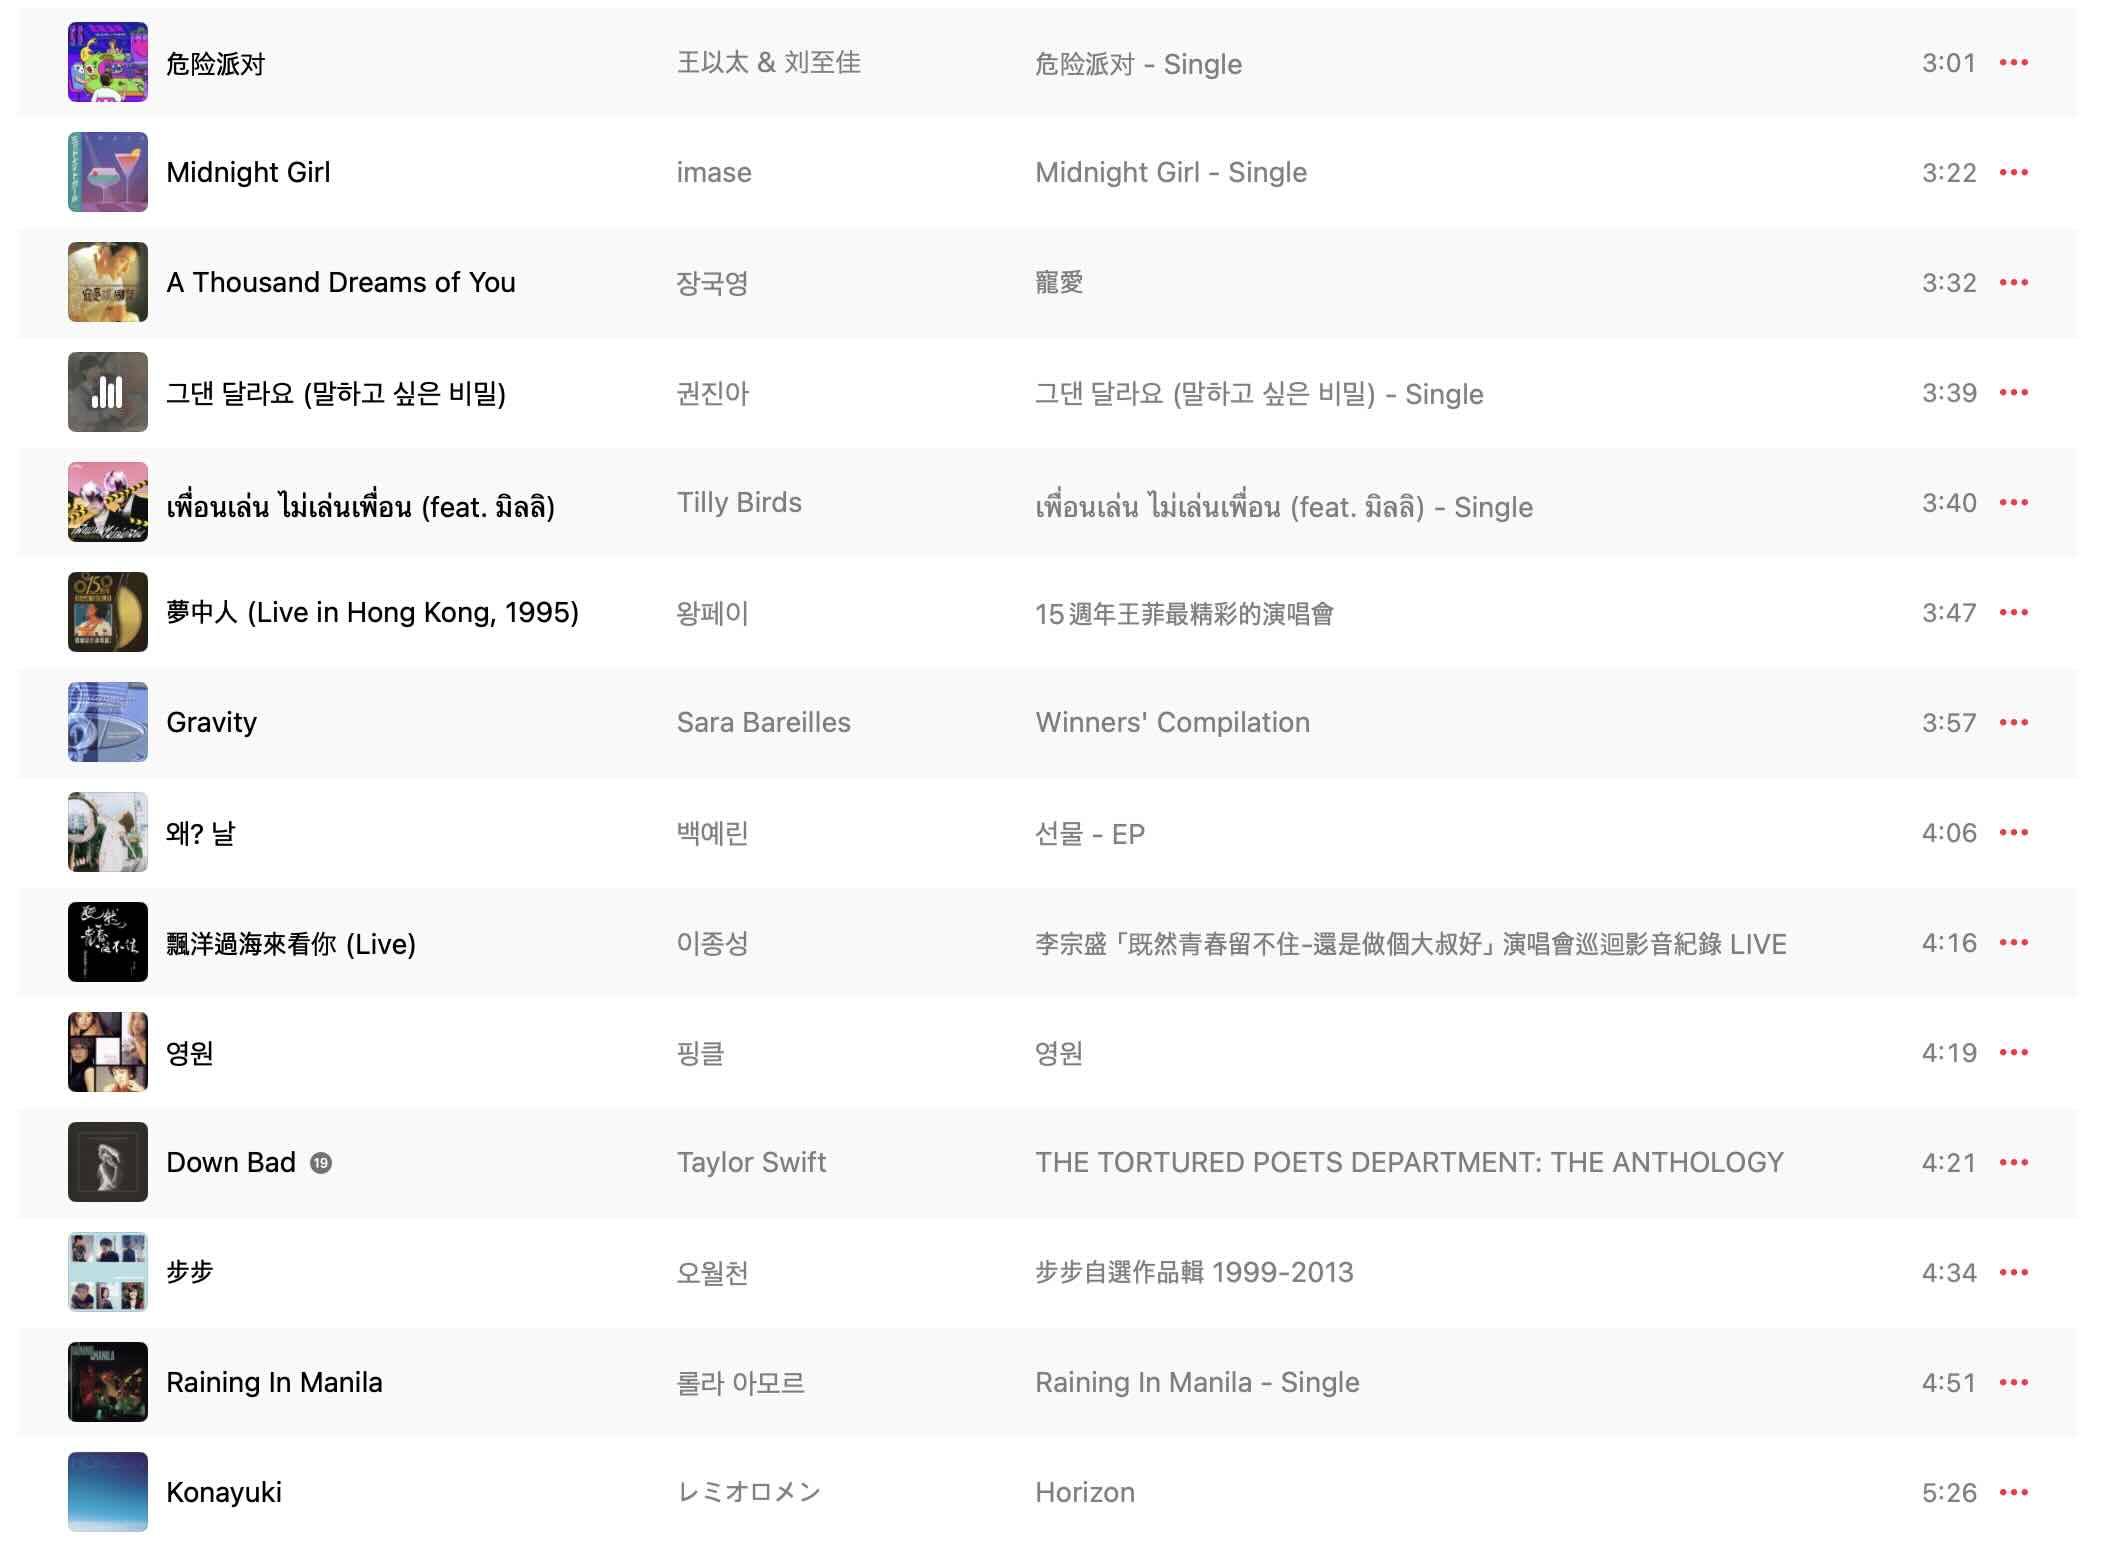 危险派对 王以太 & 刘至佳 危险派对 - Single 3:01
Midnight Girl imase Midnight Girl - Single 3:22
A Thousand Dreams of You 장국영 寵愛 3:32
그댄 달라요 (말하고 싶은 비밀) 권진아 그댄 달라요 (말하고 싶은 비밀) - Single 3:39
เพื่อนเล่น ไม่เล่นเพื่อน (feat. มิลลิ) Tilly Birds เพื่อนเล่น ไม่เล่นเพื่อน (feat. มิลลิ) - Single 3:40
夢中人 (Live in Hong Kong, 1995) 왕페이 15週年王菲最精彩的演唱會 3:47
Gravity Sara Bareilles Winners' Compilation 3:57
왜? 날 백예린 선물 - EP 4:06
飄洋過海來看你 (Live) 이종성 李宗盛「既然青春留不住-還是做個大叔好」演唱會巡迴影音紀錄 LIVE 4:16
영원 핑클 영원 4:19
Down Bad 19 Taylor Swift THE TORTURED POETS DEPARTMENT: THE ANTHOLOGY 4:21
步步 오월천 步步自選作品輯 1999-2013 4:34
Raining In Manila 롤라 아모르 Raining In Manila - Single 4:51
Konayuki レミオロメン Horizon 5:26